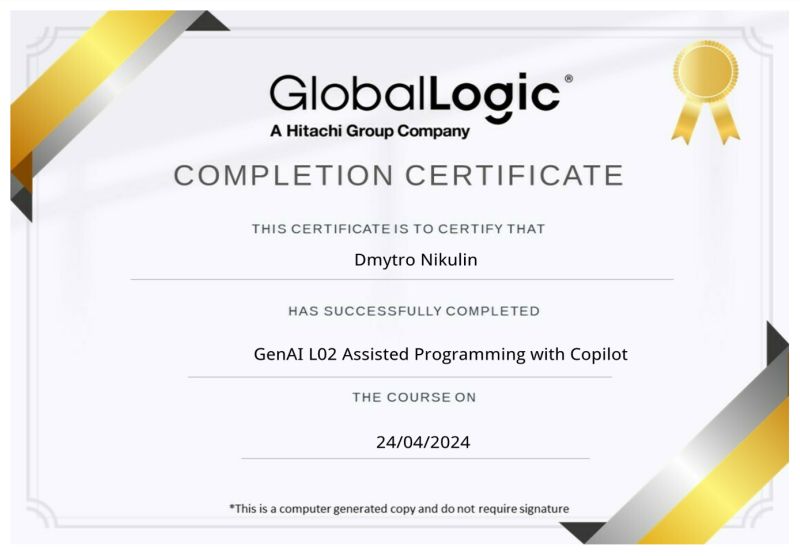 GlobalLogic®
A Hitachi Group Company
COMPLETION CERTIFICATE
THIS CERTIFICATE IS TO CERTIFY THAT
Dmytro Nikulin
HAS SUCCESSFULLY COMPLETED
GenAI L02 Assisted Programming with Copilot
THE COURSE ON
24/04/2024
*This is a computer generated copy and do not require signature